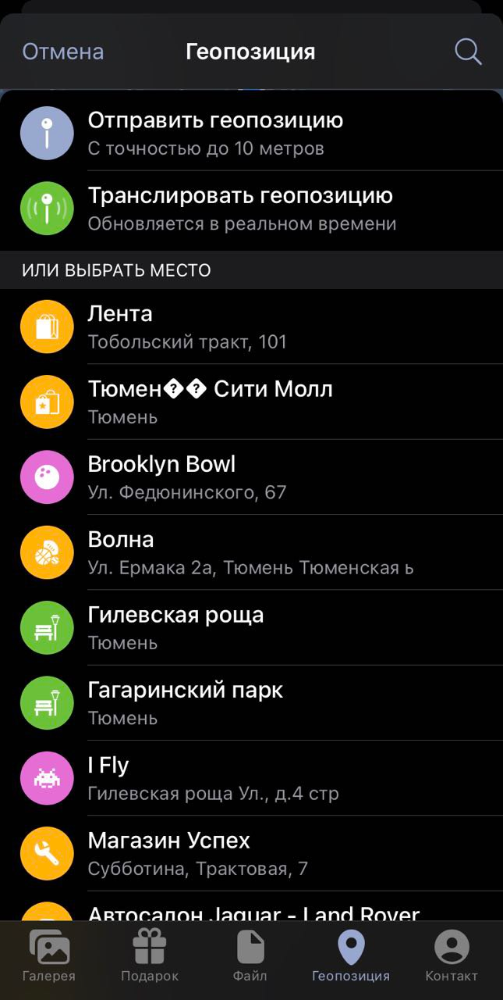 Отмена
Геопозиция
Отправить геопозицию
С точностью до 10 метров
Транслировать геопозицию
Обновляется в реальном времени
ИЛИ ВЫБРАТЬ МЕСТО
Лента
Тобольский тракт, 101
Тюмен�� Сити Молл
Тюмень
Brooklyn Bowl
Ул. Федюнинского, 67
Волна
Ул. Ермака 2а, Тюмень Тюменская ь
Гилевская роща
Тюмень
Гагаринский парк
Тюмень
I Fly
Гилевская роща Ул., д.4 стр
Магазин Успех
Субботина, Трактовая, 7
Автосалон Jaguar - Land Rover
Галерея
Подарок
Файл
Геопозиция
Контакт